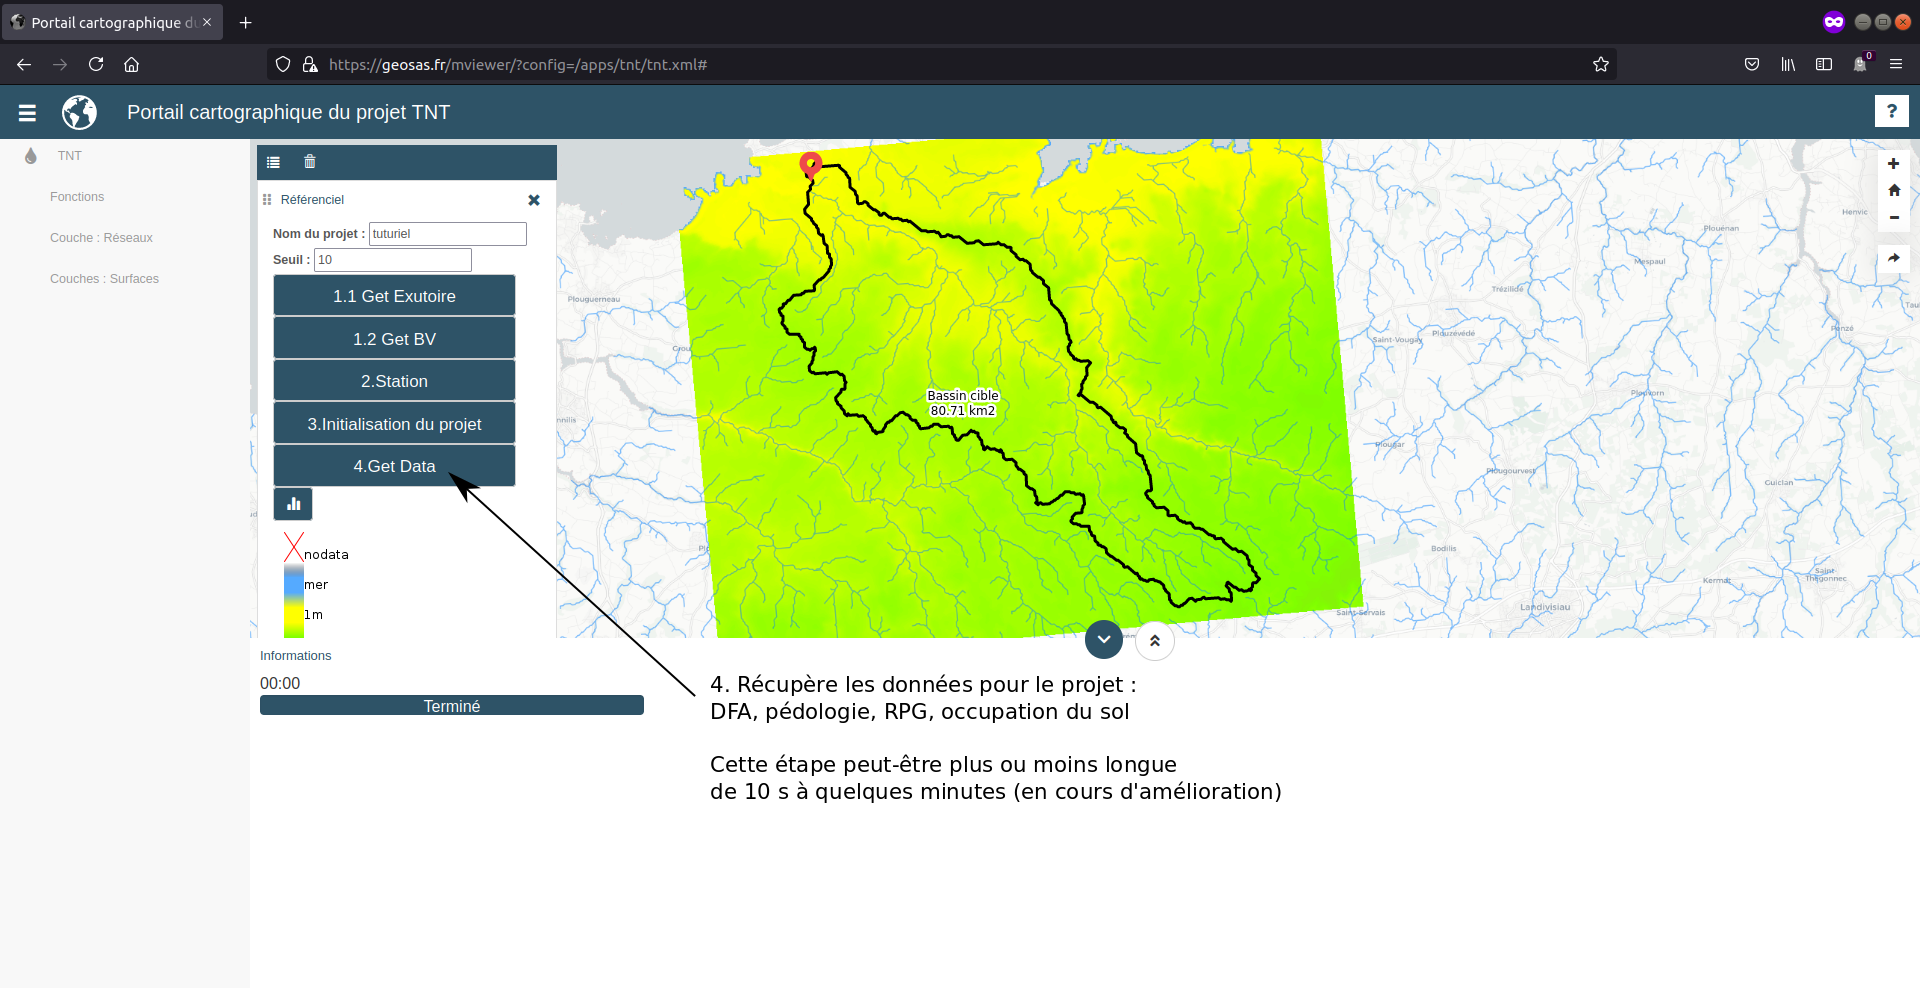 Portail cartographique du
https://geosas.fr/mviewer/?config=/apps/tnt/tnt.xml#
0
Portail cartographique du projet TNT
?
TNT
Fonctions
Couche : Réseaux
Couches : Surfaces
Référenciel
Nom du projet : tuturiel
Seuil : 10
1.1 Get Exutoire
1.2 Get BV
2.Station
3.Initialisation du projet
4.Get Data
nodata
mer
1m
Bassin cible
80.71 km2
Plouguerneau
Henvic
Plouénan
Mespaul
Trézilidé
Plouzévédé
Saint-Vougay
Penzé
Plougar
Plougourvest
Guiclan
Bodilis
Kermat
Saint-
Thégonnec
Landivisiau
Saint-Servais
Informations
00:00
Terminé
4. Récupère les données pour le projet :
DFA, pédologie, RPG, occupation du sol
Cette étape peut-être plus ou moins longue
de 10 s à quelques minutes (en cours d'amélioration)